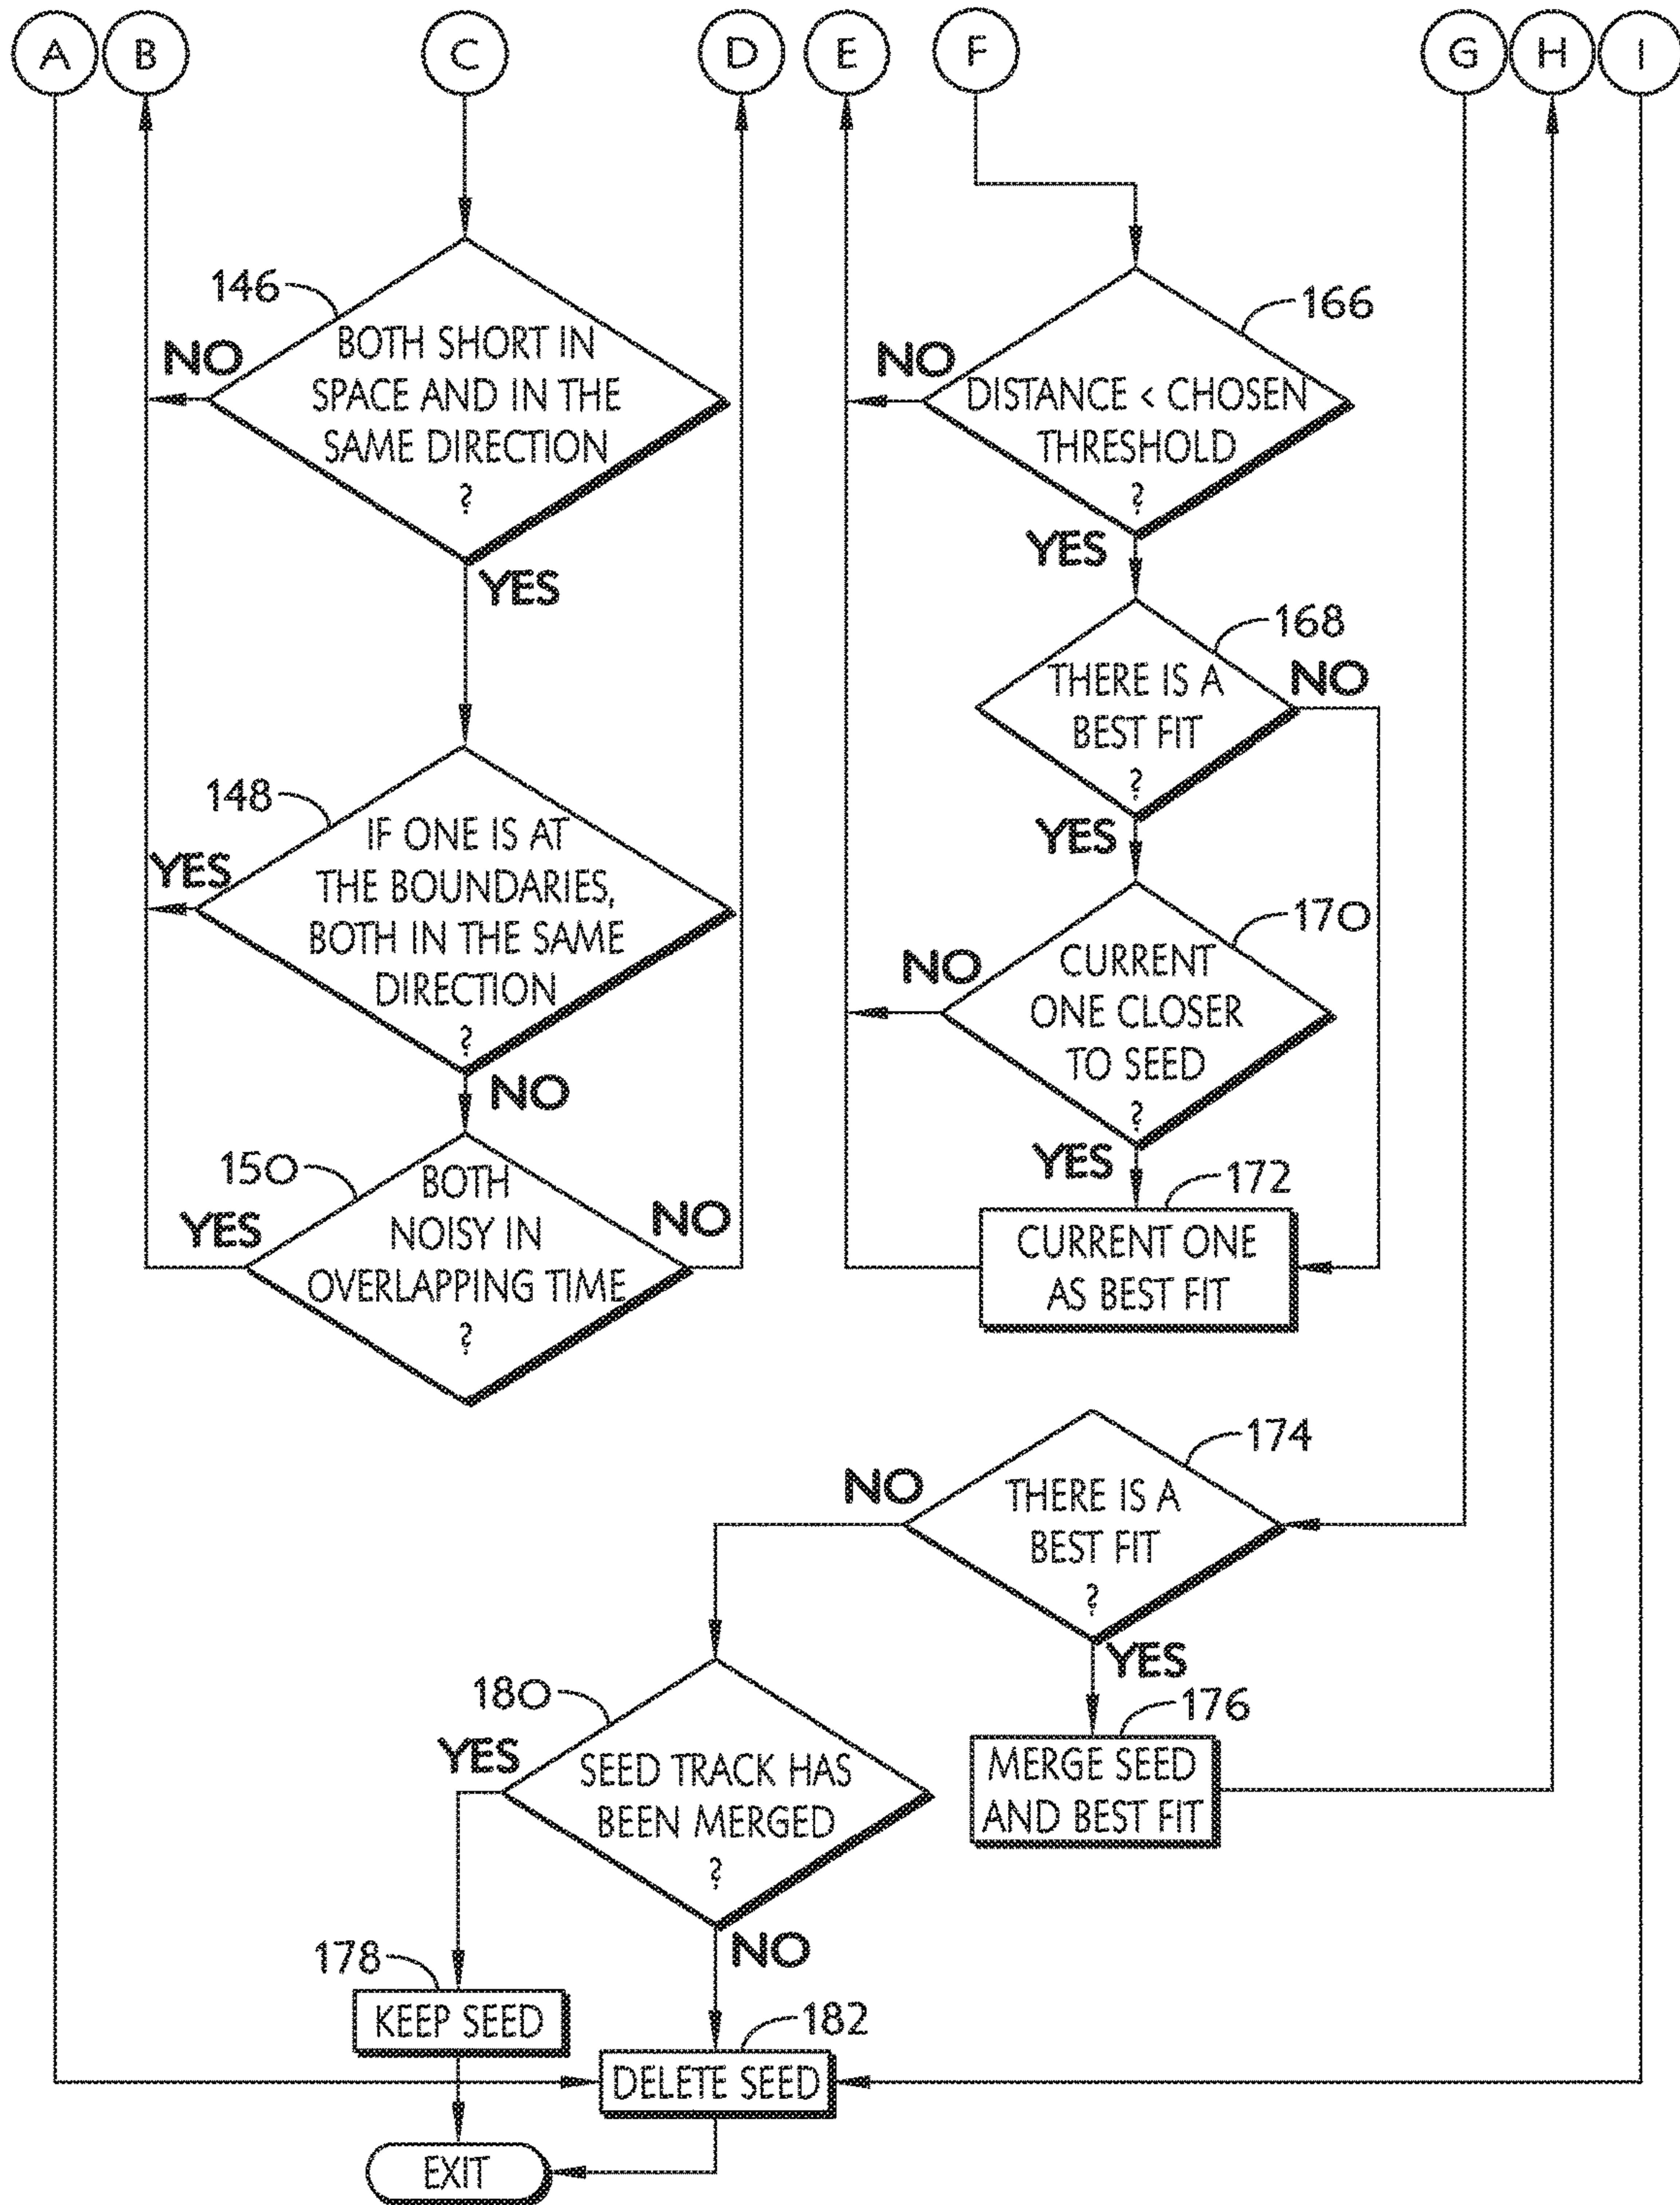 A B C D E F G H I
146
BOTH SHORT IN
SPACE AND IN THE
SAME DIRECTION
?
NO
YES
148
IF ONE IS AT
THE BOUNDARIES,
BOTH IN THE SAME
DIRECTION
?
YES
NO
150
BOTH
NOISY IN
OVERLAPPING TIME
?
YES
NO
166
DISTANCE < CHOSEN
THRESHOLD
?
NO
YES
168
THERE IS A
BEST FIT
?
NO
YES
170
CURRENT
ONE CLOSER
TO SEED
?
NO
YES
172
CURRENT ONE
AS BEST FIT
174
THERE IS A
BEST FIT
?
NO
YES
176
MERGE SEED
AND BEST FIT
180
SEED TRACK HAS
BEEN MERGED
?
YES
NO
178
KEEP SEED
182
DELETE SEED
EXIT